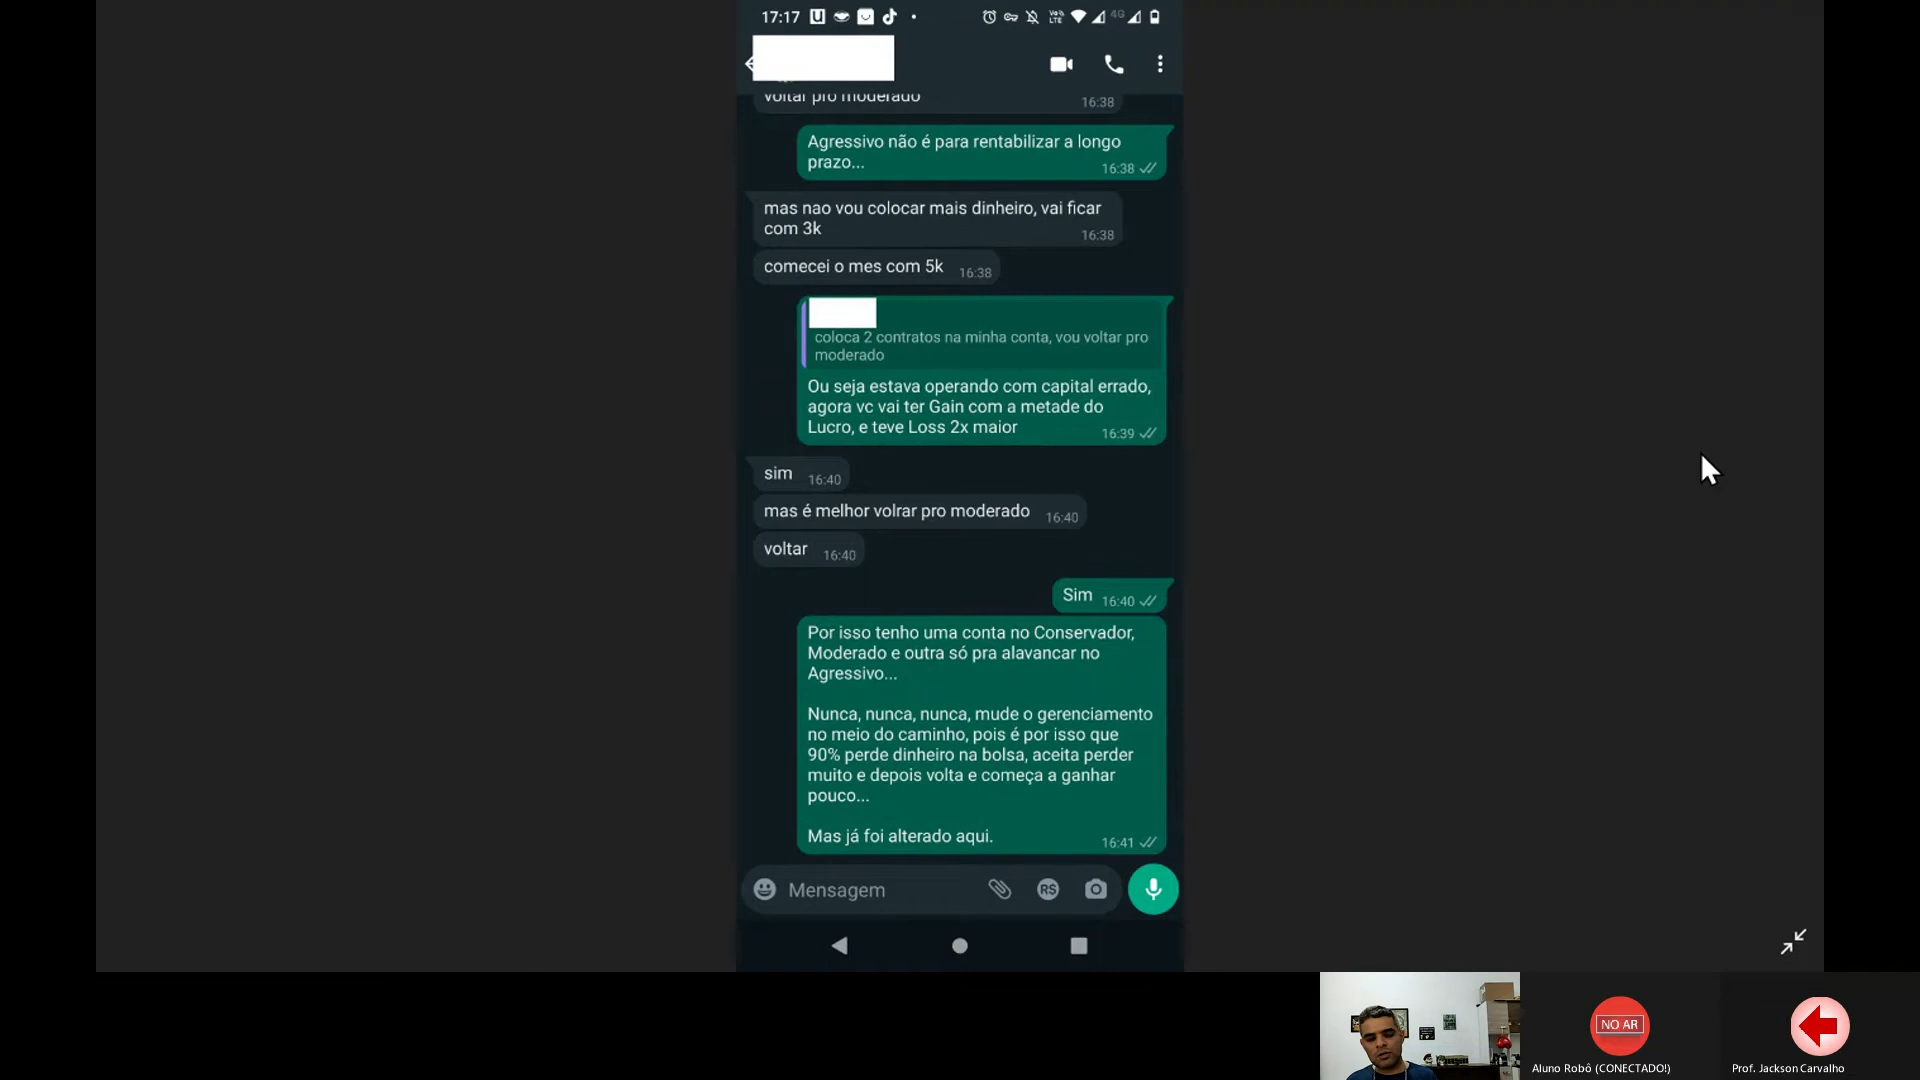 17:17
4G
voltar pro moderado
16:38
Agressivo não é para rentabilizar a longo
prazo...
16:38
mas nao vou colocar mais dinheiro, vai ficar
com 3k
16:38
comecei o mes com 5k
16:38
coloca 2 contratos na minha conta, vou voltar pro
moderado
Ou seja estava operando com capital errado,
agora vc vai ter Gain com a metade do
Lucro, e teve Loss 2x maior
16:39
sim
16:40
mas é melhor volrar pro moderado
16:40
voltar
16:40
Sim
16:40
Por isso tenho uma conta no Conservador,
Moderado e outra só pra alavancar no
Agressivo...
Nunca, nunca, nunca, mude o gerenciamento
no meio do caminho, pois é por isso que
90% perde dinheiro na bolsa, aceita perder
muito e depois volta e começa a ganhar
pouco...
Mas já foi alterado aqui.
16:41
Mensagem
R$
NO AR
Aluno Robô (CONECTADO!)
Prof. Jackson Carvalho